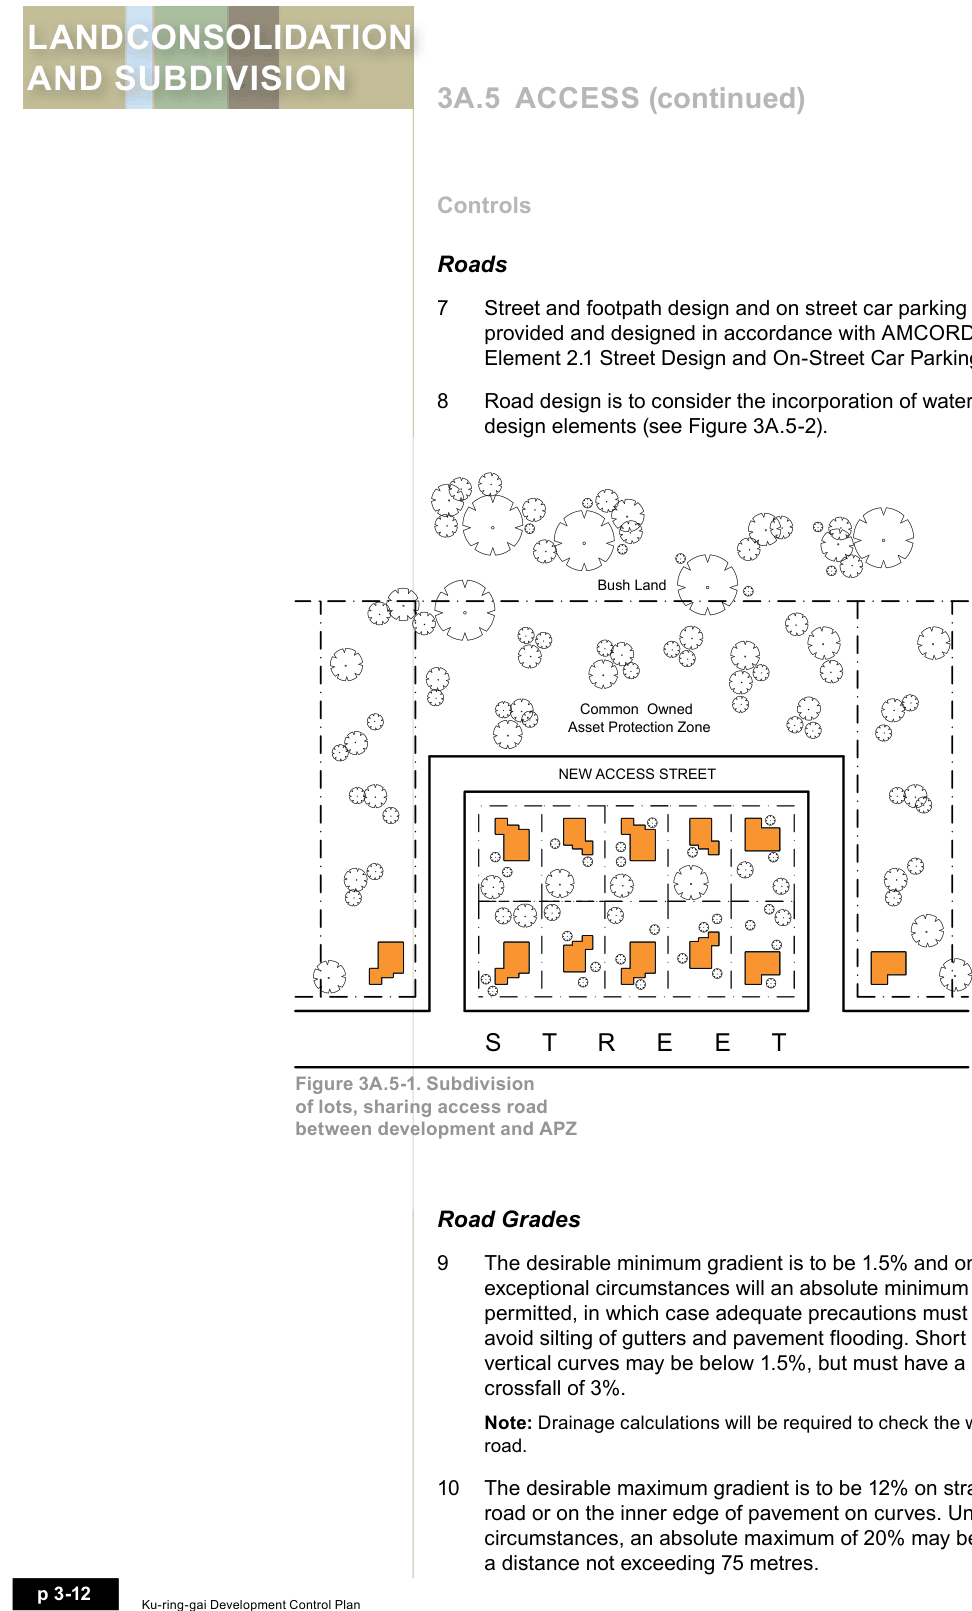 LANDCONSOLIDATION
AND SUBDIVISION
3A.5 ACCESS (continued)
Controls
Roads
7 Street and footpath design and on street car parking
provided and designed in accordance with AMCORD
Element 2.1 Street Design and On-Street Car Parking
8 Road design is to consider the incorporation of water
design elements (see Figure 3A.5-2).
Bush Land
Common Owned
Asset Protection Zone
NEW ACCESS STREET
S T R E E T
Figure 3A.5-1. Subdivision
of lots, sharing access road
between development and APZ
Road Grades
9 The desirable minimum gradient is to be 1.5% and
exceptional circumstances will an absolute minimum
permitted, in which case adequate precautions must
avoid silting of gutters and pavement flooding. Short
vertical curves may be below 1.5%, but must have a
crossfall of 3%.
Note: Drainage calculations will be required to check the
road.
10 The desirable maximum gradient is to be 12% on
road or on the inner edge of pavement on curves.
circumstances, an absolute maximum of 20% may be
a distance not exceeding 75 metres.
p 3-12
Ku-ring-gai Development Control Plan